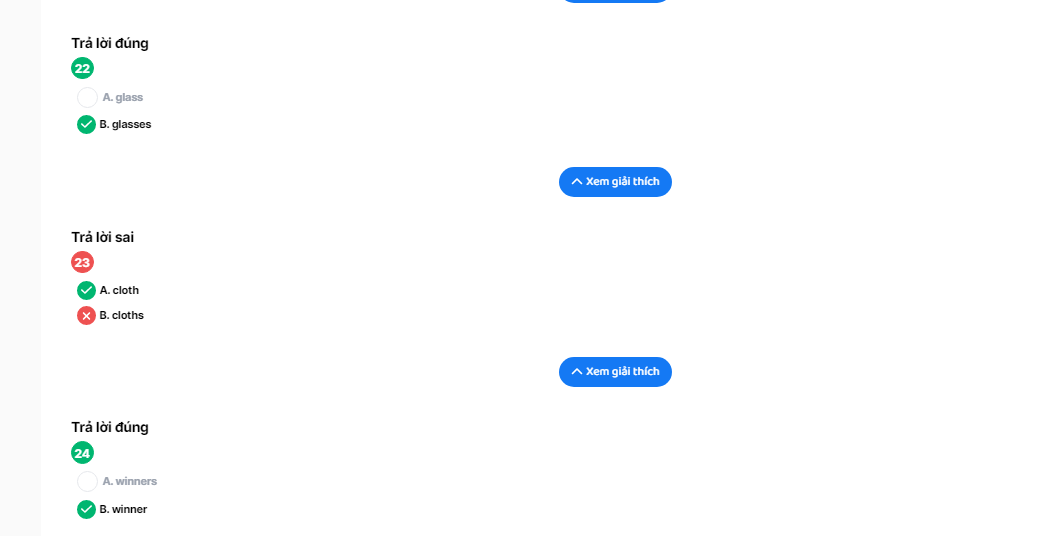 Trả lời đúng
22
A. glass
B. glasses
Xem giải thích
Trả lời sai
23
A. cloth
B. cloths
Xem giải thích
Trả lời đúng
24
A. winners
B. winner